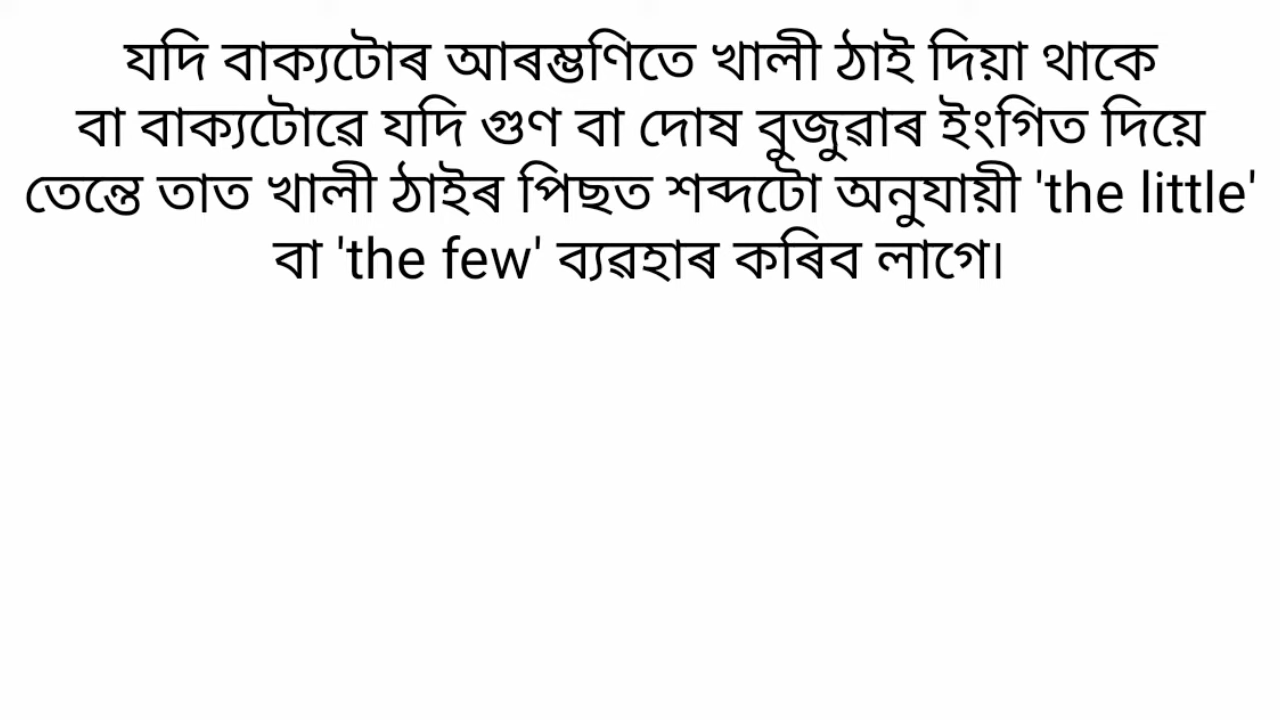 যদি বাক্যটোৰ আৰম্ভণিতে খালী ঠাই দিয়া থাকে
বা বাক্যটোৱে যদি গুণ বা দোষ বুজুৱাৰ ইংগিত দিয়ে
তেন্তে তাত খালী ঠাইৰ পিছত শব্দটো অনুযায়ী 'the little'
বা 'the few' ব্যৱহাৰ কৰিব লাগে।